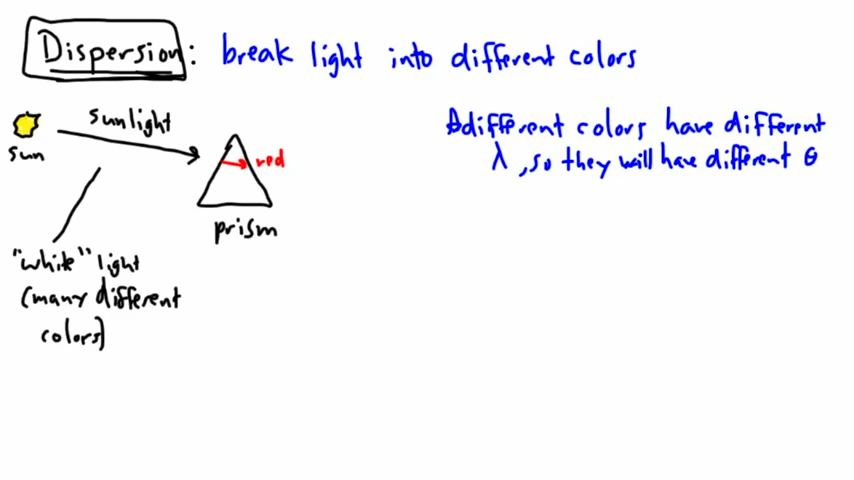 Dispersion: break light into different colors
sunlight
sun
different colors have different
λ, so they will have different θ
red
prism
"white" light
(many different
colors)